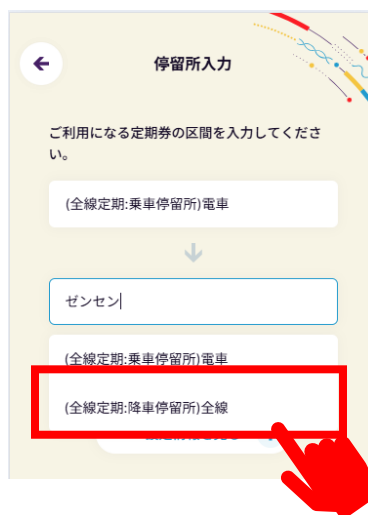 停留所入力
ご利用になる定期券の区間を入力してくださ
い。
(全線定期:乗車停留所)電車
ゼンセン
(全線定期:乗車停留所)電車
(全線定期:降車停留所)全線